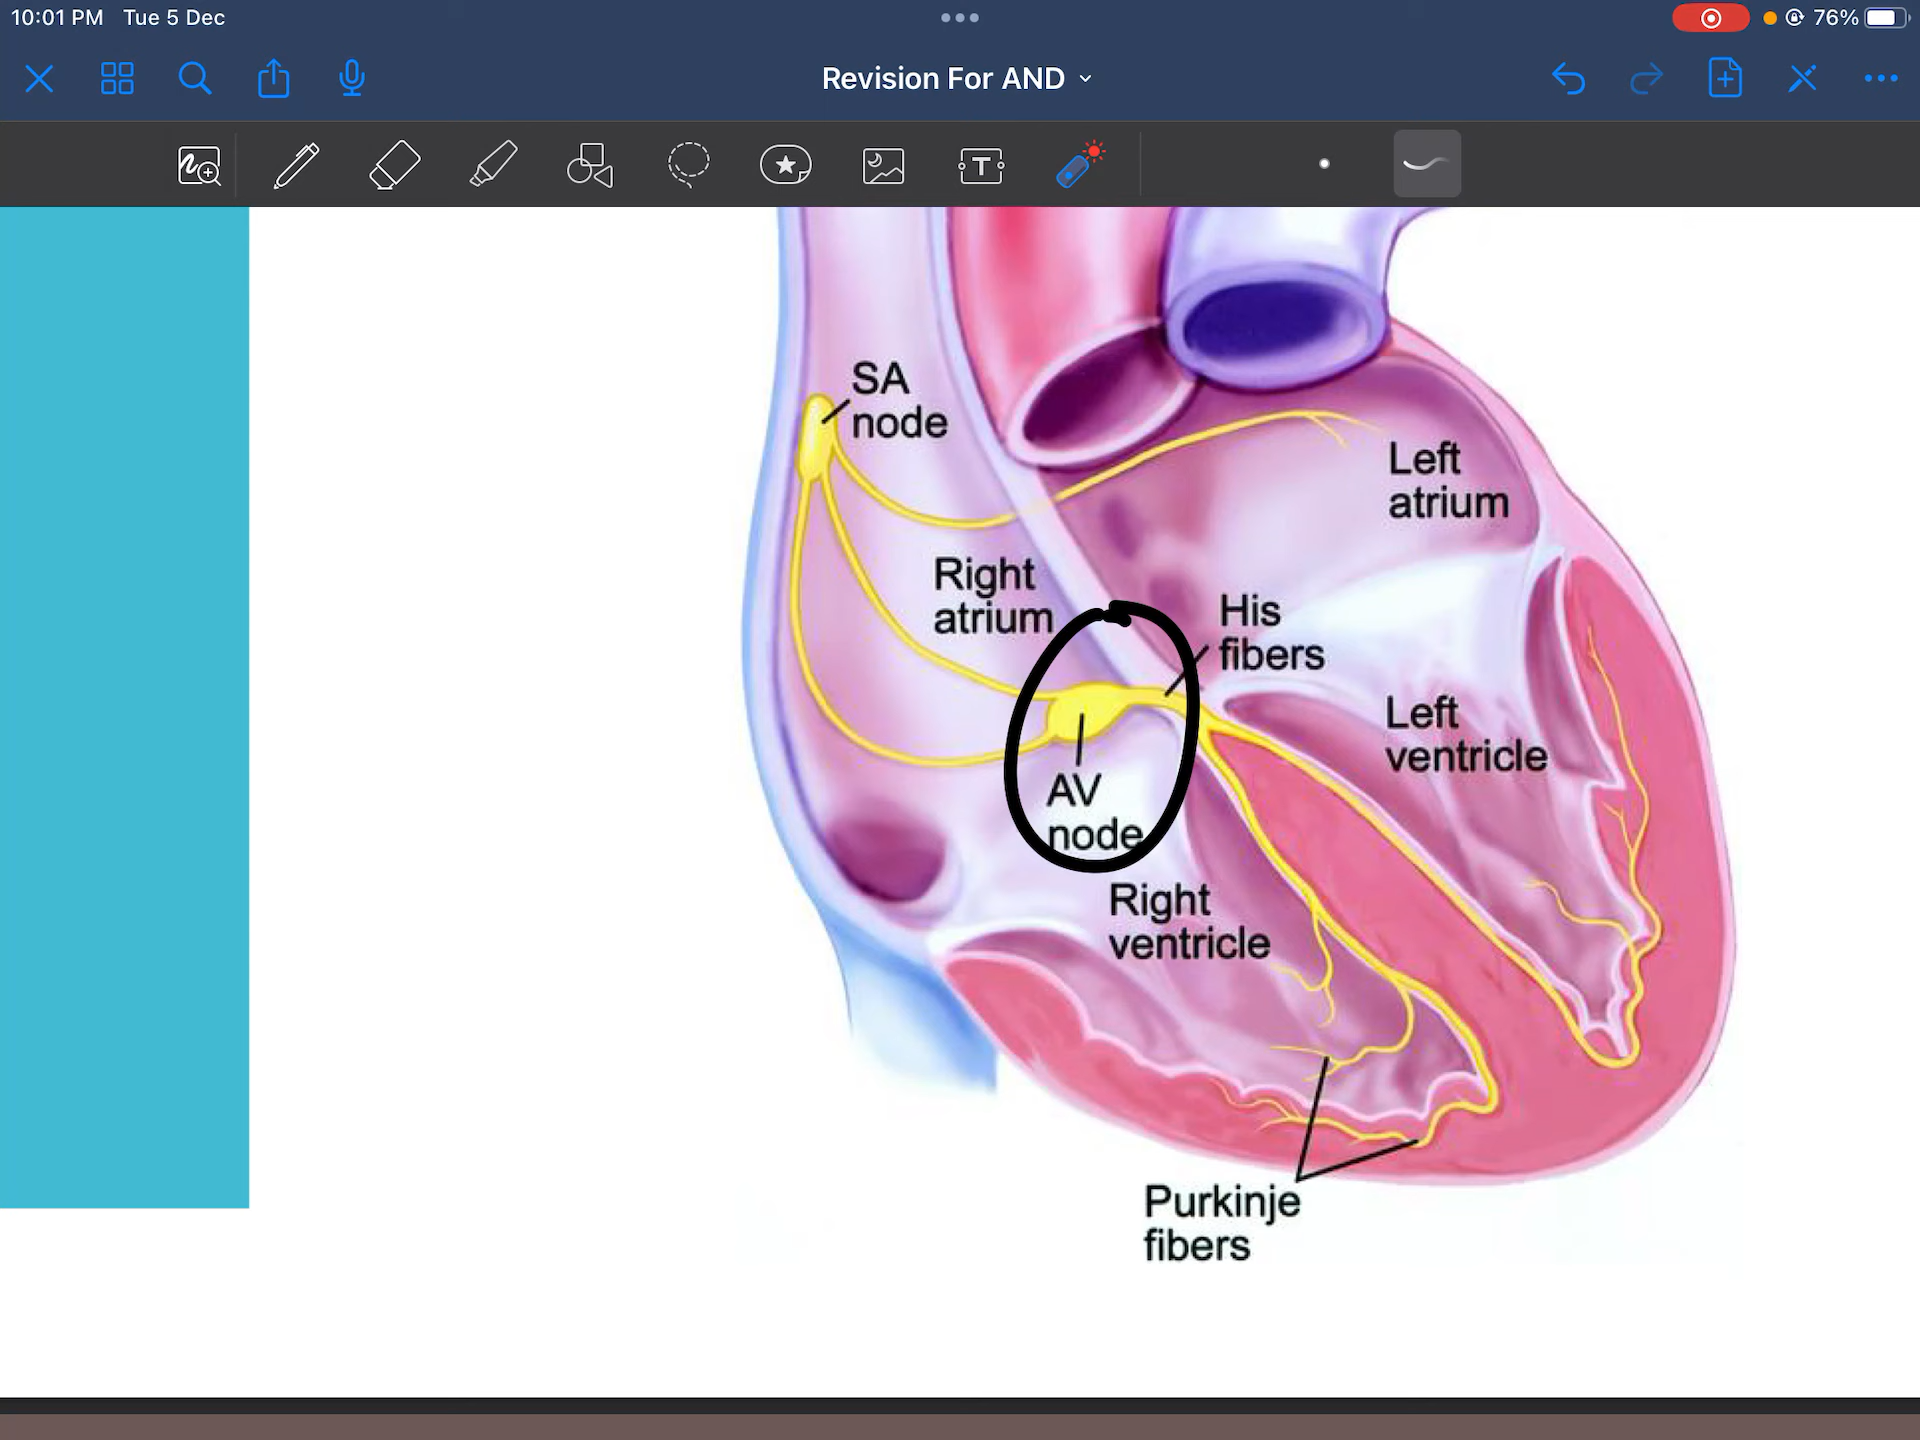 10:01 PM Tue 5 Dec
76%
Revision For AND
T
SA
node
Left
atrium
Right
atrium
His
fibers
Left
ventricle
AV
node
Right
ventricle
Purkinje
fibers